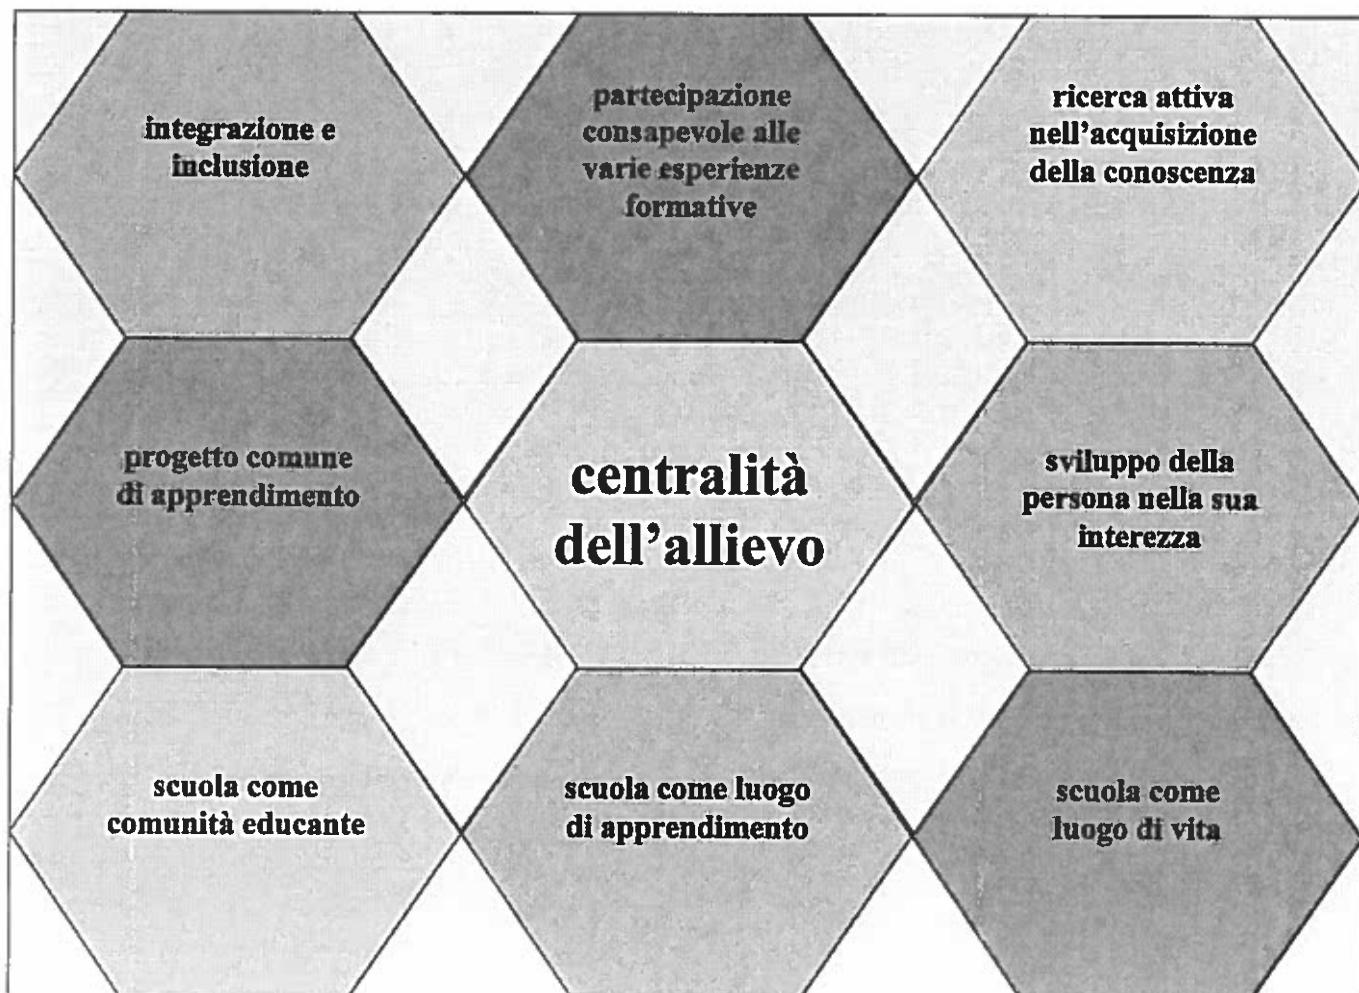 integrazione e
inclusione
partecipazione
consapevole alle
varie esperienze
formative
ricerca attiva
nell'acquisizione
della conoscenza
progetto comune
di apprendimento
centralità
dell'allievo
sviluppo della
persona nella sua
interezza
scuola come
comunità educante
scuola come luogo
di apprendimento
scuola come
luogo di vita